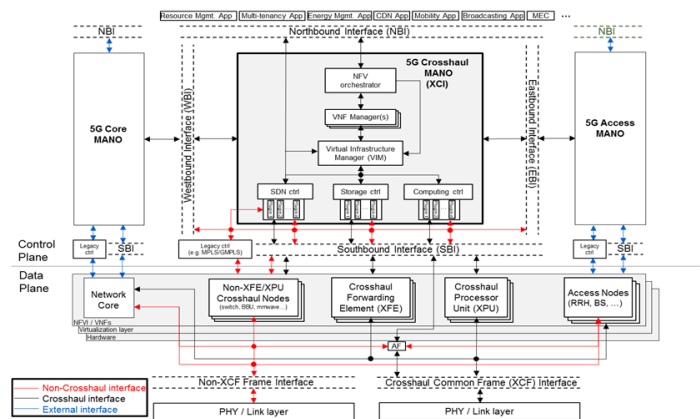 Resource Mgmt. App
Multi-tenancy App
Energy Mgmt. App
CDN App
Mobility App
Broadcasting App
MEC
...
NBI
Northbound Interface (NBI)
NBI
5G Core
MANO
Westbound Interface (WBI)
5G Crosshaul
MANO
(XCI)
NFV
orchestrator
VNF Manager(s)
Virtual Infrastructure
Manager (VIM)
SDN ctrl
Storage ctrl
Computing ctrl
Eastbound Interface (EBI)
5G Access
MANO
Control
Plane
Legacy
ctrl
SBI
Legacy ctrl
(e.g. MPLS/GMPLS)
Southbound Interface (SBI)
SBI
Legacy
ctrl
Data
Plane
Network
Core
Non-XFE/XPU
Crosshaul Nodes
(switch, BBU, mmwave...)
Crosshaul
Forwarding
Element (XFE)
Crosshaul
Processor
Unit (XPU)
Access Nodes
(RRH, BS, ...)
NFVI / VNFs
Virtualization layer
Hardware
AF
Non-XCF Frame Interface
Crosshaul Common Frame (XCF) Interface
PHY / Link layer
PHY / Link layer
Non-Crosshaul interface
Crosshaul interface
External interface